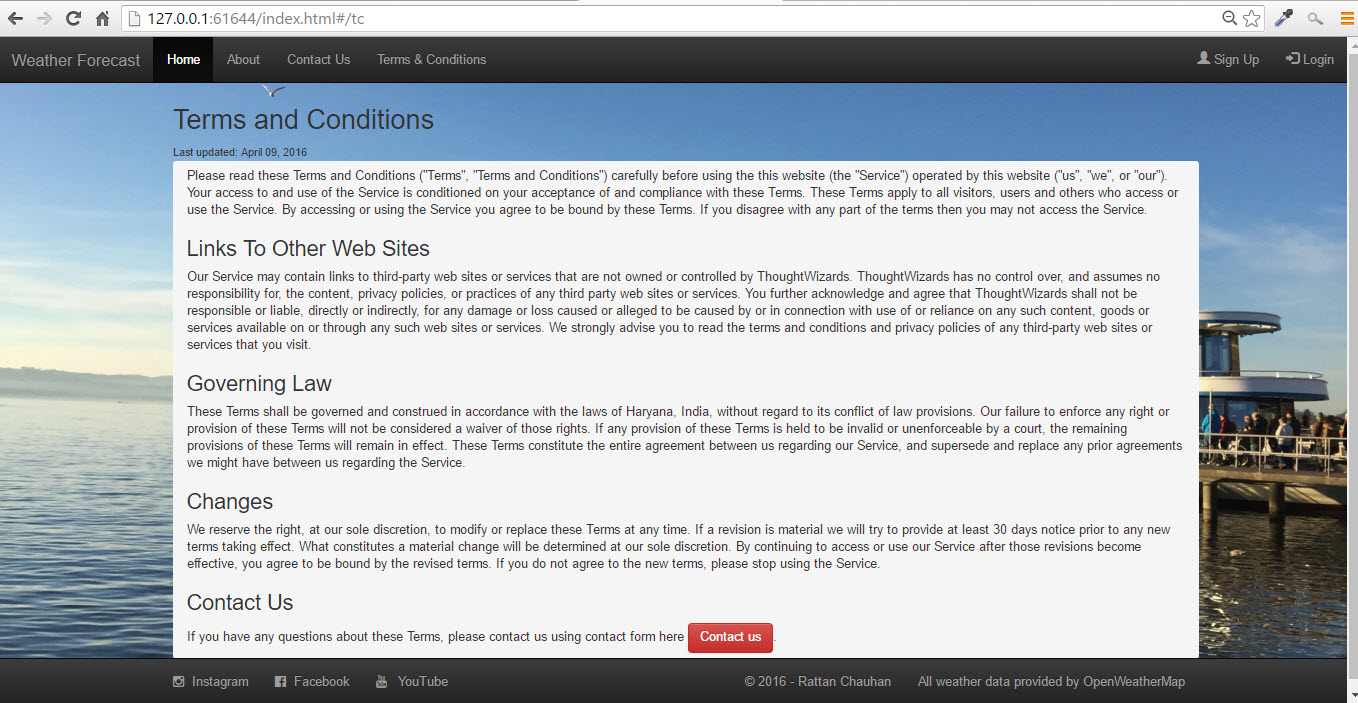 127.0.0.1:61644/index.html#/tc
Weather Forecast Home About Contact Us Terms & Conditions Sign Up Login
Terms and Conditions
Last updated: April 09, 2016
Please read these Terms and Conditions ("Terms", "Terms and Conditions") carefully before using the this website (the "Service") operated by this website ("us", "we", or "our").
Your access to and use of the Service is conditioned on your acceptance of and compliance with these Terms. These Terms apply to all visitors, users and others who access or
use the Service. By accessing or using the Service you agree to be bound by these Terms. If you disagree with any part of the terms then you may not access the Service.
Links To Other Web Sites
Our Service may contain links to third-party web sites or services that are not owned or controlled by ThoughtWizards. ThoughtWizards has no control over, and assumes no
responsibility for, the content, privacy policies, or practices of any third party web sites or services. You further acknowledge and agree that ThoughtWizards shall not be
responsible or liable, directly or indirectly, for any damage or loss caused or alleged to be caused by or in connection with use of or reliance on any such content, goods or
services available on or through any such web sites or services. We strongly advise you to read the terms and conditions and privacy policies of any third-party web sites or
services that you visit.
Governing Law
These Terms shall be governed and construed in accordance with the laws of Haryana, India, without regard to its conflict of law provisions. Our failure to enforce any right or
provision of these Terms will not be considered a waiver of those rights. If any provision of these Terms is held to be invalid or unenforceable by a court, the remaining
provisions of these Terms will remain in effect. These Terms constitute the entire agreement between us regarding our Service, and supersede and replace any prior agreements
we might have between us regarding the Service.
Changes
We reserve the right, at our sole discretion, to modify or replace these Terms at any time. If a revision is material we will try to provide at least 30 days notice prior to any new
terms taking effect. What constitutes a material change will be determined at our sole discretion. By continuing to access or use our Service after those revisions become
effective, you agree to be bound by the revised terms. If you do not agree to the new terms, please stop using the Service.
Contact Us
If you have any questions about these Terms, please contact us using contact form here Contact us.
Instagram Facebook YouTube © 2016 - Rattan Chauhan All weather data provided by OpenWeatherMap